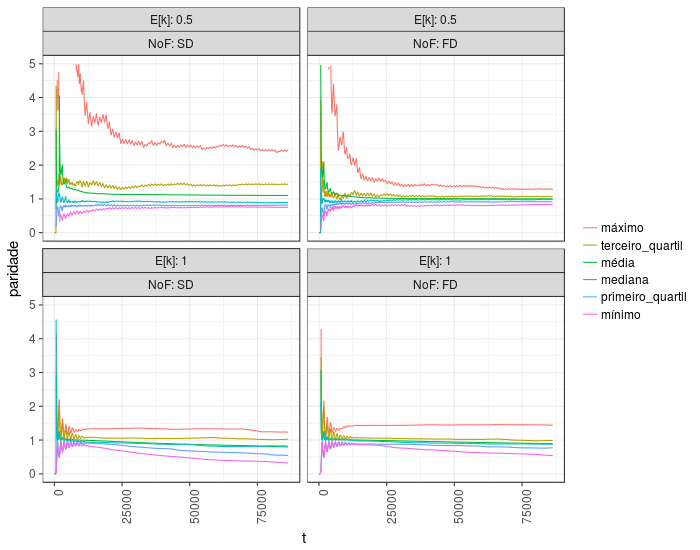 E[k]: 0.5
E[k]: 0.5
NoF: SD
NoF: FD
5
4
3
2
1
0
E[k]: 1
E[k]: 1
NoF: SD
NoF: FD
5
4
3
2
1
0
0
25000
50000
75000
0
25000
50000
75000
t
paridade
máximo
terceiro_quartil
média
mediana
primeiro_quartil
mínimo